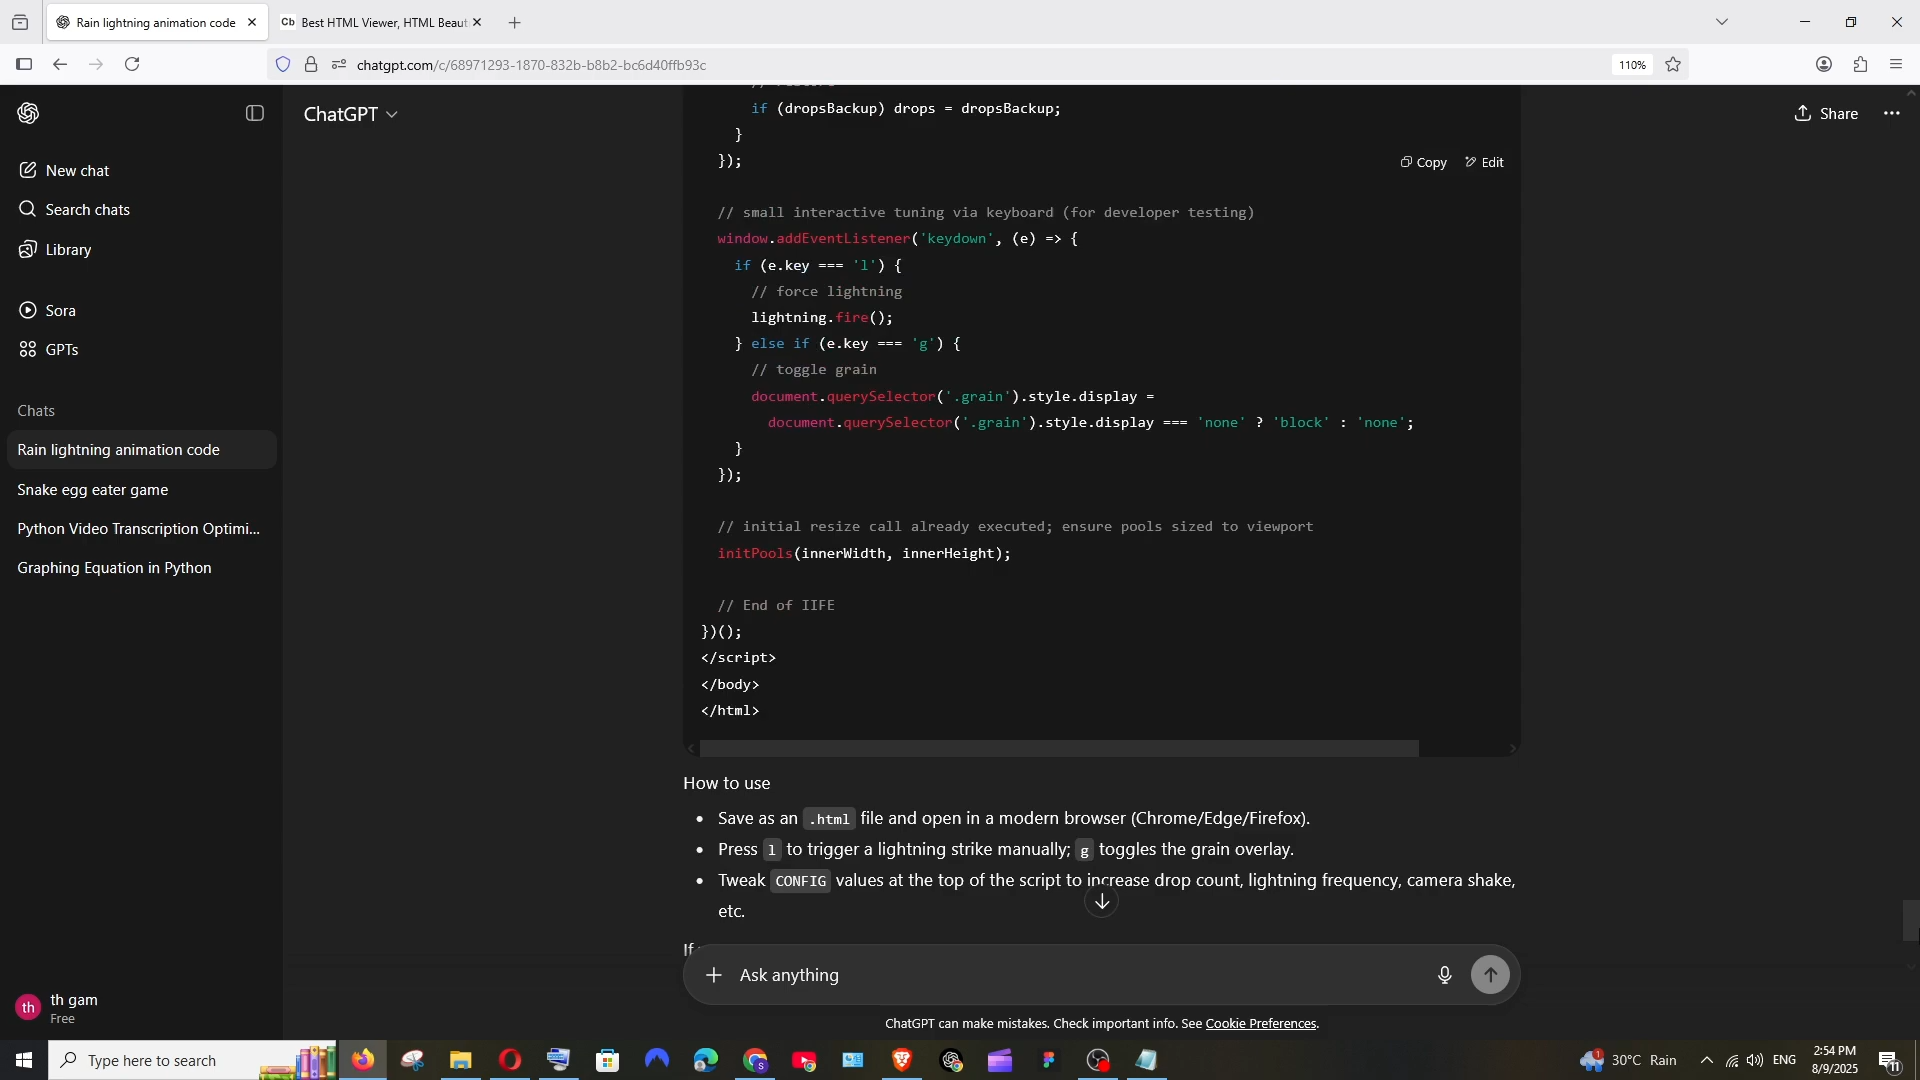 Rain lightning animation code
Cb Best HTML Viewer, HTML Beaut
chatgpt.com/c/68971293-1870-832b-b8b2-bc6d40ffb93c
110%
ChatGPT
Share
New chat
Search chats
Library
Sora
GPTs
Chats
Rain lightning animation code
Snake egg eater game
Python Video Transcription Optimi...
Graphing Equation in Python
th
th gam
Free
Copy
Edit
if (dropsBackup) drops = dropsBackup;
}
});
// small interactive tuning via keyboard (for developer testing)
window.addEventListener('keydown', (e) => {
if (e.key === 'l') {
// force lightning
lightning.fire();
} else if (e.key === 'g') {
// toggle grain
document.querySelector('.grain').style.display =
document.querySelector('.grain').style.display === 'none' ? 'block' : 'none';
}
});
// initial resize call already executed; ensure pools sized to viewport
initPools(innerWidth, innerHeight);
// End of IIFE
})();
</script>
</body>
</html>
How to use
Save as an .html file and open in a modern browser (Chrome/Edge/Firefox).
Press l to trigger a lightning strike manually; g toggles the grain overlay.
Tweak CONFIG values at the top of the script to increase drop count, lightning frequency, camera shake,
etc.
If
Ask anything
ChatGPT can make mistakes. Check important info. See Cookie Preferences.
Type here to search
1
30°C Rain
ENG
2:54 PM
8/9/2025
11